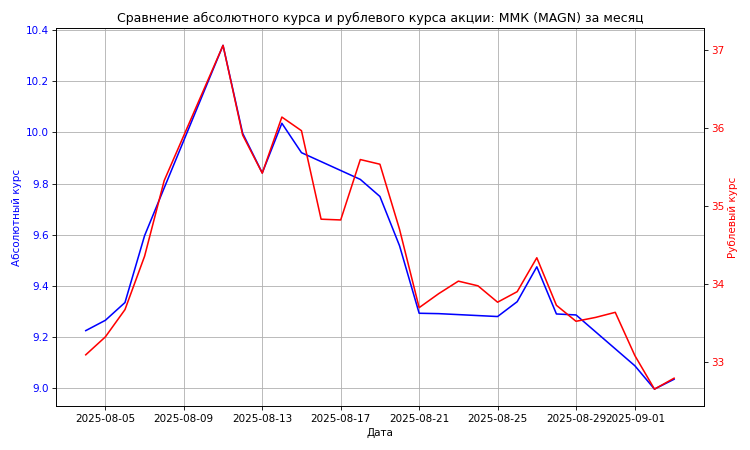 Сравнение абсолютного курса и рублевого курса акции: ММК (MAGN) за месяц
10.4
10.2
10.0
9.8
9.6
9.4
9.2
9.0
Абсолютный курс
37
36
35
34
33
Рублевый курс
2025-08-05 2025-08-09 2025-08-13 2025-08-17 2025-08-21 2025-08-25 2025-08-29 2025-09-01
Дата